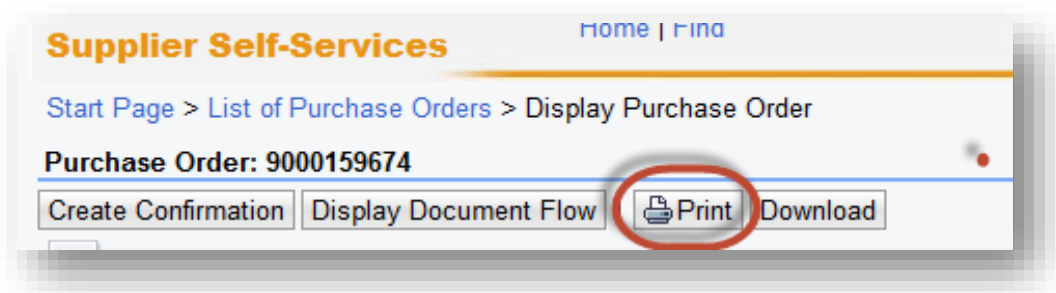 Home | Find
Supplier Self-Services
Start Page > List of Purchase Orders > Display Purchase Order
Purchase Order: 9000159674
Create Confirmation Display Document Flow Print Download